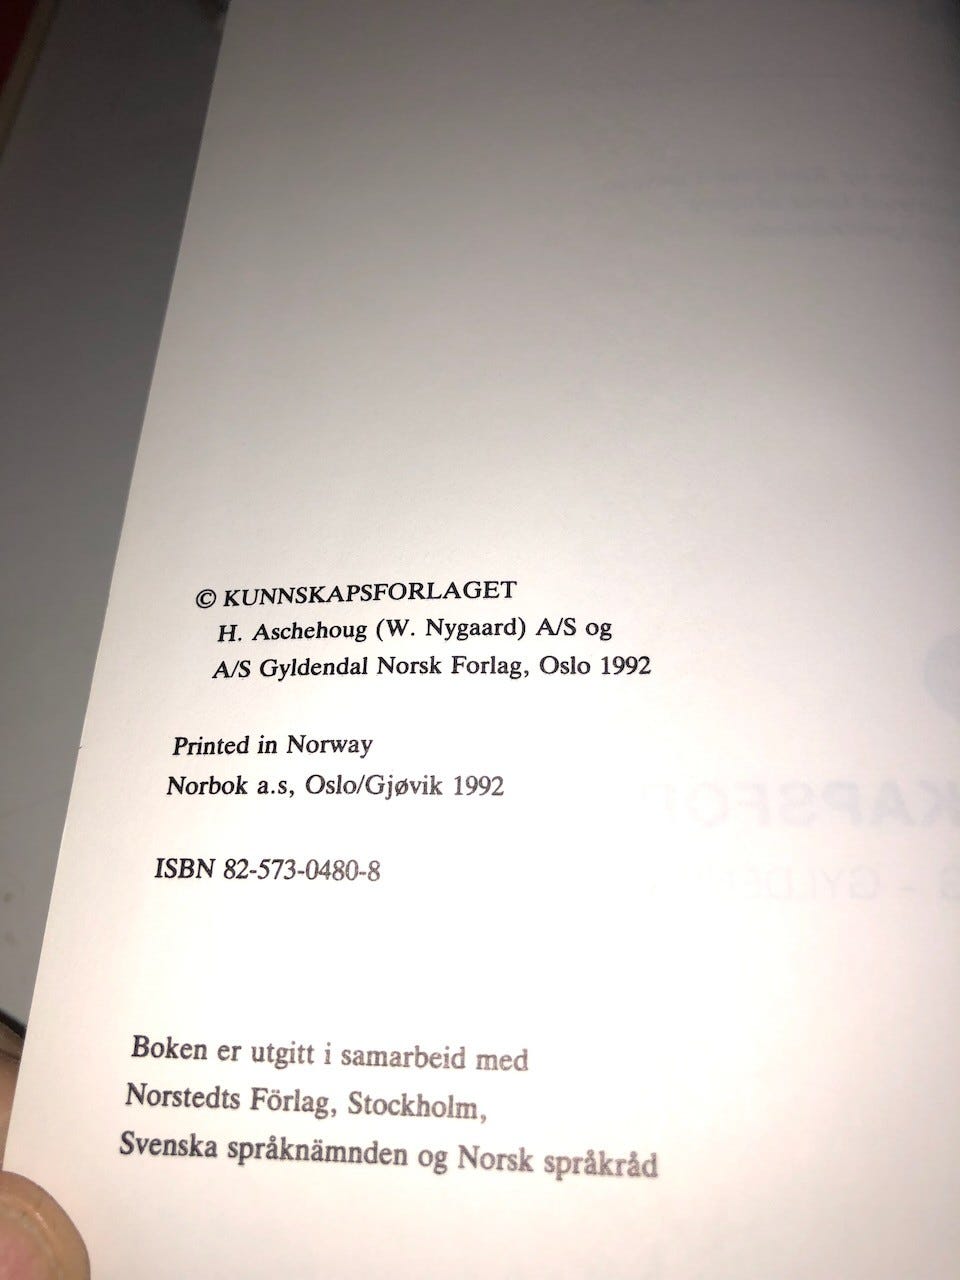 © KUNNSKAPSFORLAGET
H. Aschehoug (W. Nygaard) A/S og
A/S Gyldendal Norsk Forlag, Oslo 1992
Printed in Norway
Norbok a.s, Oslo/Gjøvik 1992
ISBN 82-573-0480-8
Boken er utgitt i samarbeid med
Norstedts Förlag, Stockholm,
Svenska språknämnden og Norsk språkråd